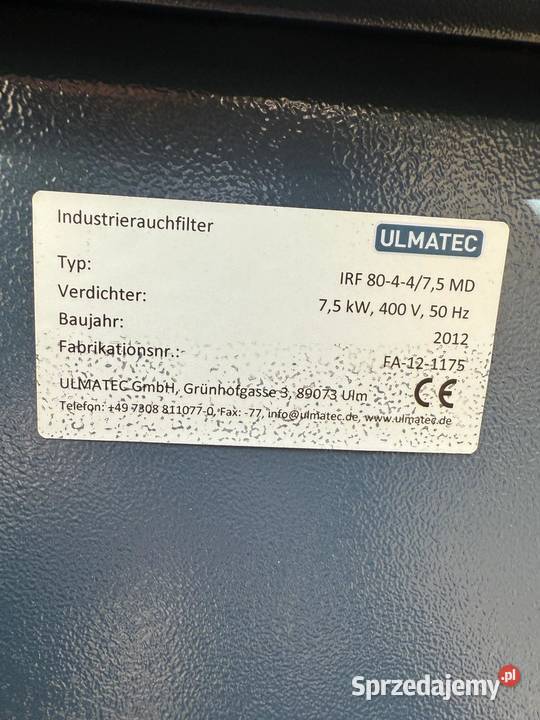 Industrierauchfilter
ULMATEC
Typ: IRF 80-4-4/7,5 MD
Verdichter: 7,5 kW, 400 V, 50 Hz
Baujahr: 2012
Fabrikationsnr.: FA-12-1175
ULMATEC GmbH, Grünhofgasse 3, 89073 Ulm
CE
Telefon: +49 7308 811077-0, Fax: -77, info@ulmatec.de, www.ulmatec.de
Sprzedajemy.pl